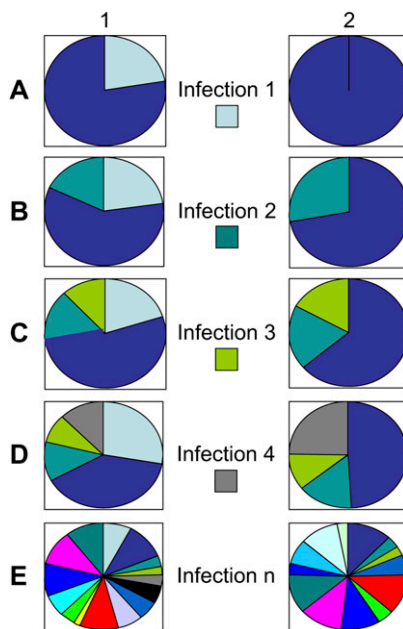 1 2
A Infection 1
B Infection 2
C Infection 3
D Infection 4
E Infection n